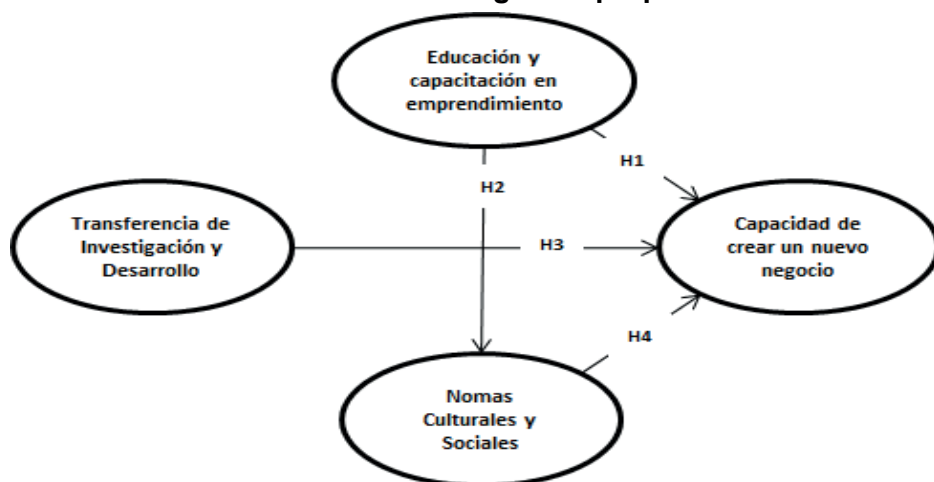 Educación y
capacitación en
emprendimiento
H1
H2
Transferencia de
Investigación y
Desarrollo
H3
Capacidad de
crear un nuevo
negocio
H4
Nomas
Culturales y
Sociales